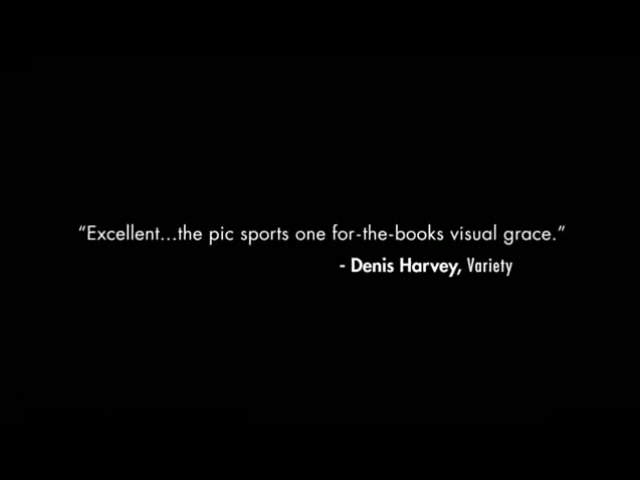 “Excellent...the pic sports one for-the-books visual grace.”
- Denis Harvey, Variety